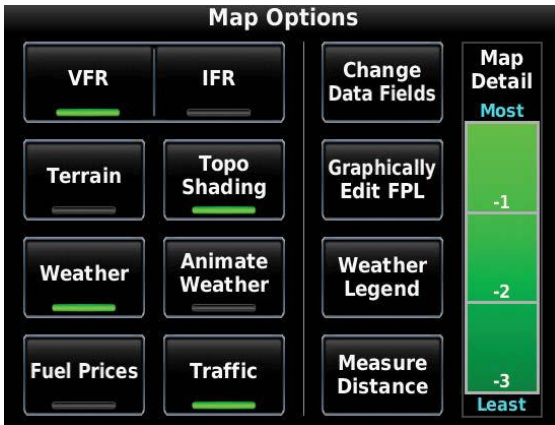 Map Options
VFR
IFR
Change
Data Fields
Map
Detail
Most
Terrain
Topo
Shading
Graphically
Edit FPL
-1
Weather
Animate
Weather
Weather
Legend
-2
Fuel Prices
Traffic
Measure
Distance
-3
Least